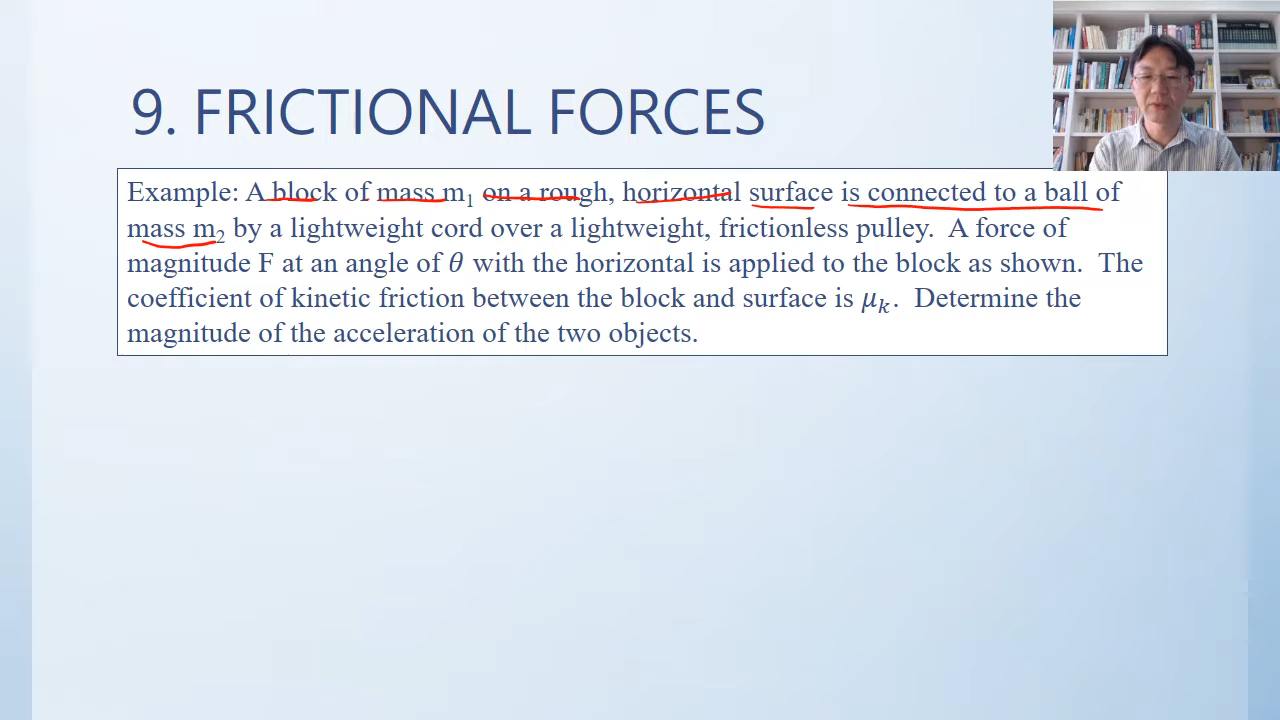 9. FRICTIONAL FORCES
Example: A block of mass m₁ on a rough, horizontal surface is connected to a ball of
mass m₂ by a lightweight cord over a lightweight, frictionless pulley. A force of
magnitude F at an angle of θ with the horizontal is applied to the block as shown. The
coefficient of kinetic friction between the block and surface is μₖ. Determine the
magnitude of the acceleration of the two objects.